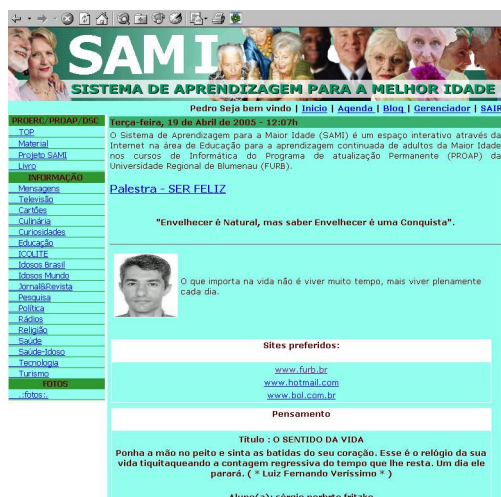 SAMI
SISTEMA DE APRENDIZAGEM PARA A MELHOR IDADE
Pedro Seja bem vindo | Inicio | Agenda | Blog | Gerenciador | SAIR
PROERC/PROAP/DSC
TOP
Material
Projeto SAMI
Livro
INFORMAÇÃO
Mensagens
Televisão
Cartões
Culinária
Curiosidades
Educação
ICQLITE
Idosos Brasil
Idosos Mundo
Jornal&Revista
Pesquisa
Política
Rádios
Religião
Saúde
Saúde-Idoso
Tecnologia
Turismo
FOTOS
.:fotos:.
Terça-feira, 19 de Abril de 2005 - 12:07h
O Sistema de Aprendizagem para a Maior Idade (SAMI) é um espaço interativo através da
Internet na área de Educação para a aprendizagem continuada de adultos da Maior Idade
nos cursos de Informática do Programa de atualização Permanente (PROAP) da
Universidade Regional de Blumenau (FURB).
Palestra - SER FELIZ
"Envelhecer é Natural, mas saber Envelhecer é uma Conquista".
O que importa na vida não é viver muito tempo, mais viver plenamente
cada dia.
Sites preferidos:
www.furb.br
www.hotmail.com
www.bol.com.br
Pensamento
Título : O SENTIDO DA VIDA
Ponha a mão no peito e sinta as batidas do seu coração. Esse é o relógio da sua
vida tiquitaqueando a contagem regressiva do tempo que lhe resta. Um dia ele
parará. ( * Luiz Fernando Veríssimo * )
Aluno(a): sérgio